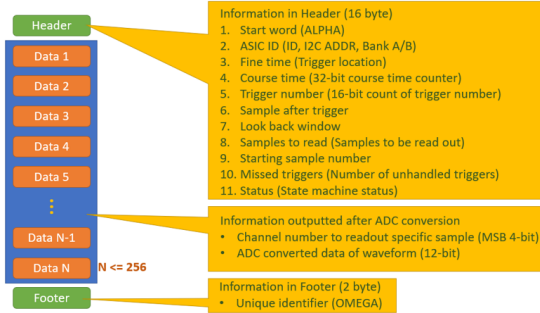 Header
Data 1
Data 2
Data 3
Data 4
Data 5
Data N-1
Data N
N <= 256
Footer
Information in Header (16 byte)
1. Start word (ALPHA)
2. ASIC ID (ID, I2C ADDR, Bank A/B)
3. Fine time (Trigger location)
4. Course time (32-bit course time counter)
5. Trigger number (16-bit count of trigger number)
6. Sample after trigger
7. Look back window
8. Samples to read (Samples to be read out)
9. Starting sample number
10. Missed triggers (Number of unhandled triggers)
11. Status (State machine status)
Information outputted after ADC conversion
• Channel number to readout specific sample (MSB 4-bit)
• ADC converted data of waveform (12-bit)
Information in Footer (2 byte)
• Unique identifier (OMEGA)